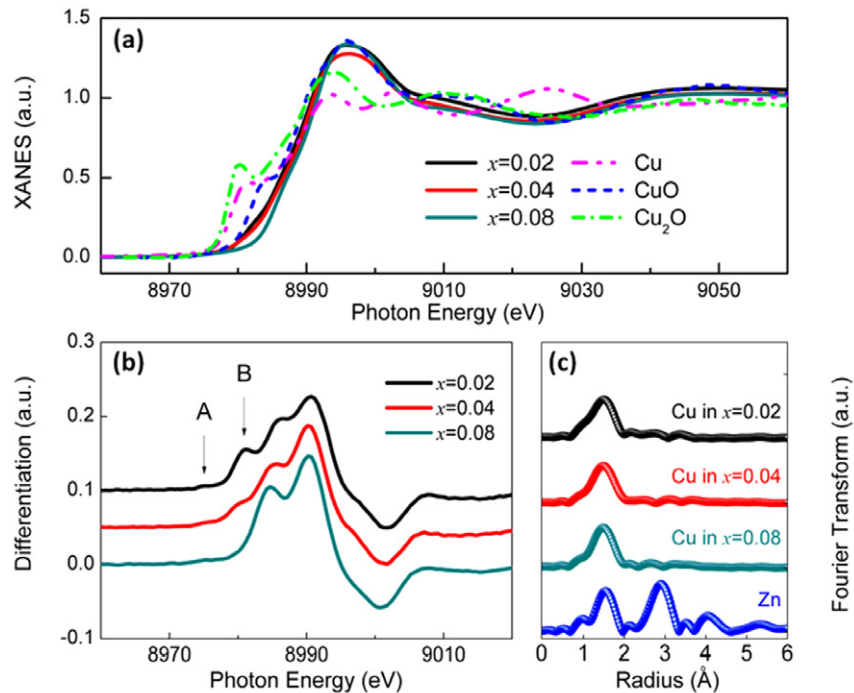 (a)
XANES (a.u.)
1.5
1.0
0.5
0.0
x=0.02
x=0.04
x=0.08
Cu
CuO
Cu₂O
8970
8990
9010
9030
9050
Photon Energy (eV)
(b)
Differentiation (a.u.)
0.3
0.2
0.1
0.0
-0.1
A
B
x=0.02
x=0.04
x=0.08
8970
8990
9010
Photon Energy (eV)
(c)
Cu in x=0.02
Cu in x=0.04
Cu in x=0.08
Zn
0 1 2 3 4 5 6
Radius (Å)
Fourier Transform (a.u.)